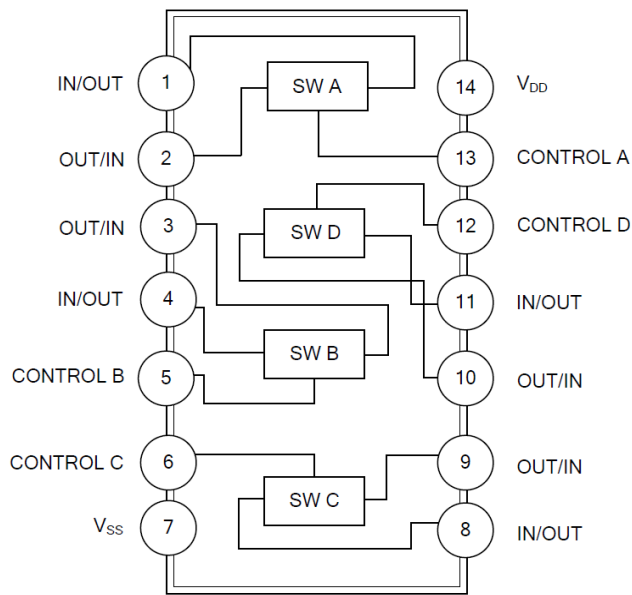 IN/OUT 1 SW A 14 VDD
OUT/IN 2 13 CONTROL A
OUT/IN 3 SW D 12 CONTROL D
IN/OUT 4 11 IN/OUT
SW B
CONTROL B 5 10 OUT/IN
CONTROL C 6 9 OUT/IN
SW C
VSS 7 8 IN/OUT